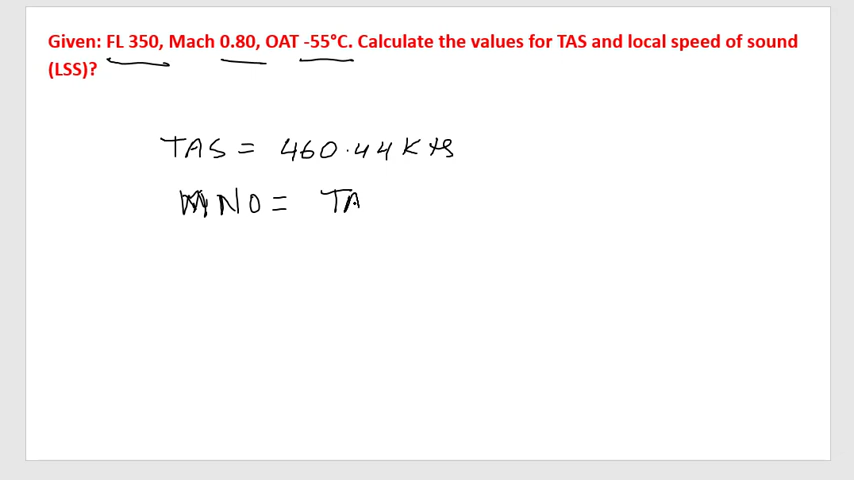 Given: FL 350, Mach 0.80, OAT -55°C. Calculate the values for TAS and local speed of sound
(LSS)?
TAS = 460.44 Kts
MNO = TA